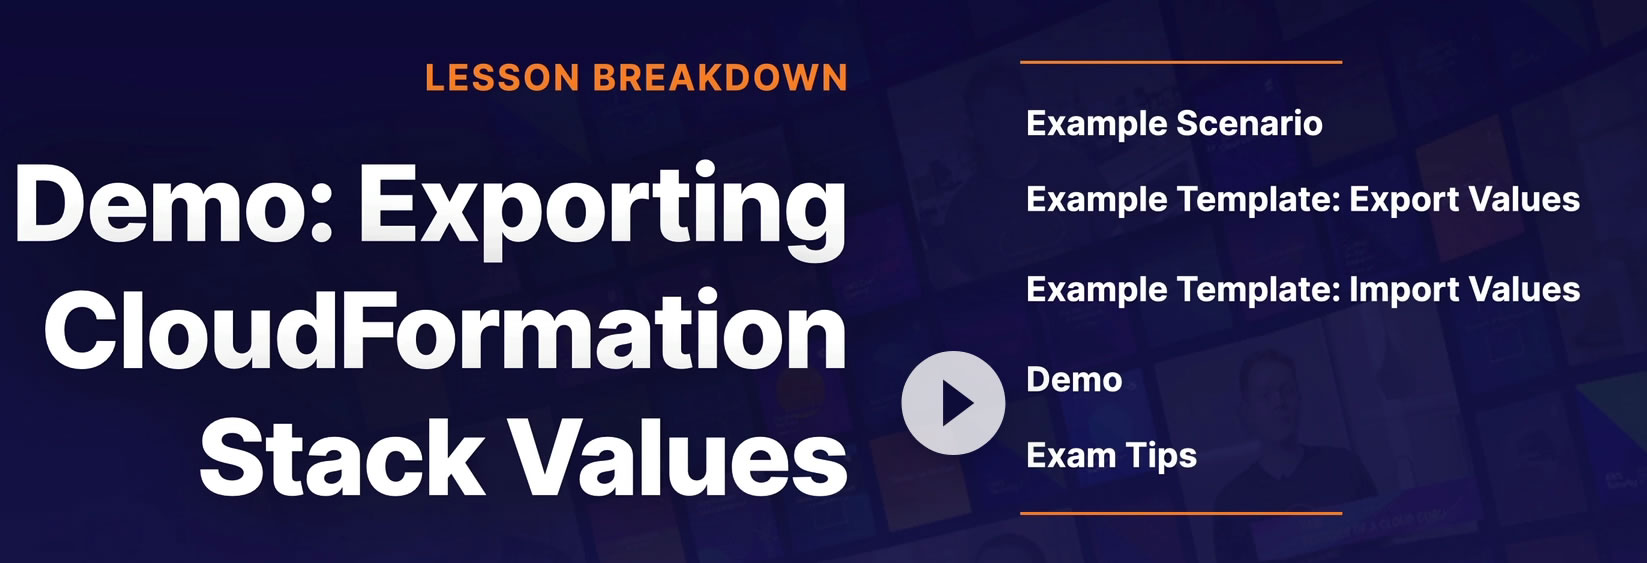 LESSON BREAKDOWN
Demo: Exporting
CloudFormation
Stack Values
Example Scenario
Example Template: Export Values
Example Template: Import Values
Demo
Exam Tips